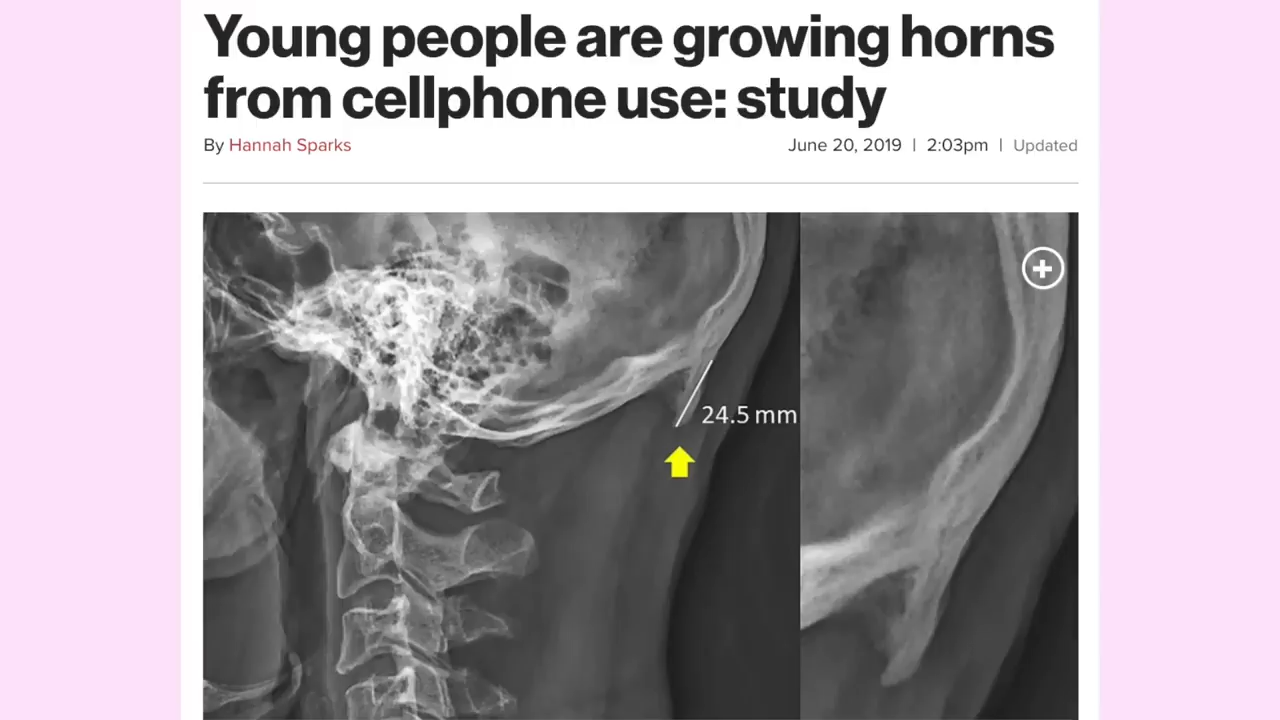 Young people are growing horns
from cellphone use: study
By Hannah Sparks
June 20, 2019 | 2:03pm | Updated
24.5 mm